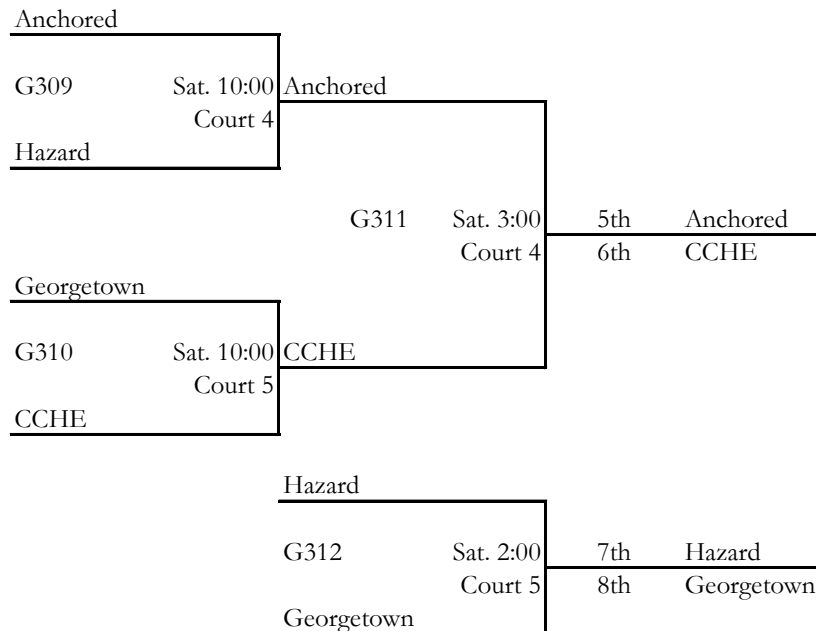 Anchored
G309 Sat. 10:00 Anchored
Court 4
Hazard
G311 Sat. 3:00 5th Anchored
Court 4 6th CCHE
Georgetown
G310 Sat. 10:00 CCHE
Court 5
CCHE
Hazard
G312 Sat. 2:00 7th Hazard
Court 5 8th Georgetown
Georgetown